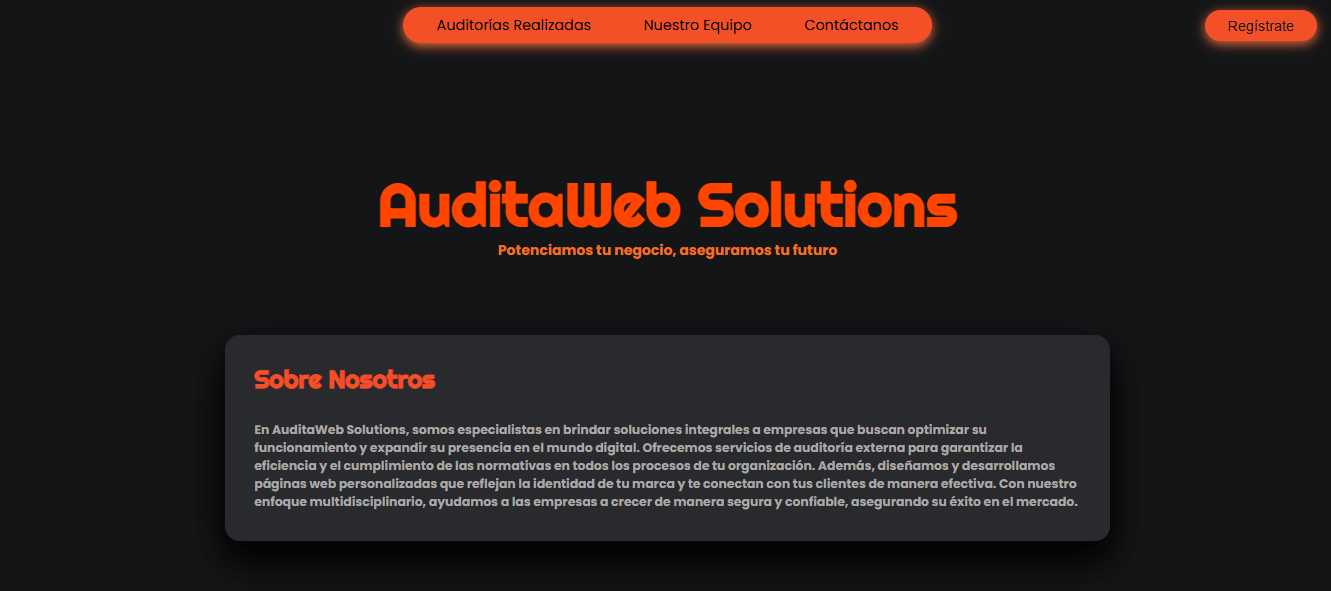 Auditorías Realizadas Nuestro Equipo Contáctanos Regístrate
AuditaWeb Solutions
Potenciamos tu negocio, aseguramos tu futuro
Sobre Nosotros
En AuditaWeb Solutions, somos especialistas en brindar soluciones integrales a empresas que buscan optimizar su
funcionamiento y expandir su presencia en el mundo digital. Ofrecemos servicios de auditoría externa para garantizar la
eficiencia y el cumplimiento de las normativas en todos los procesos de tu organización. Además, diseñamos y desarrollamos
páginas web personalizadas que reflejan la identidad de tu marca y te conectan con tus clientes de manera efectiva. Con nuestro
enfoque multidisciplinario, ayudamos a las empresas a crecer de manera segura y confiable, asegurando su éxito en el mercado.